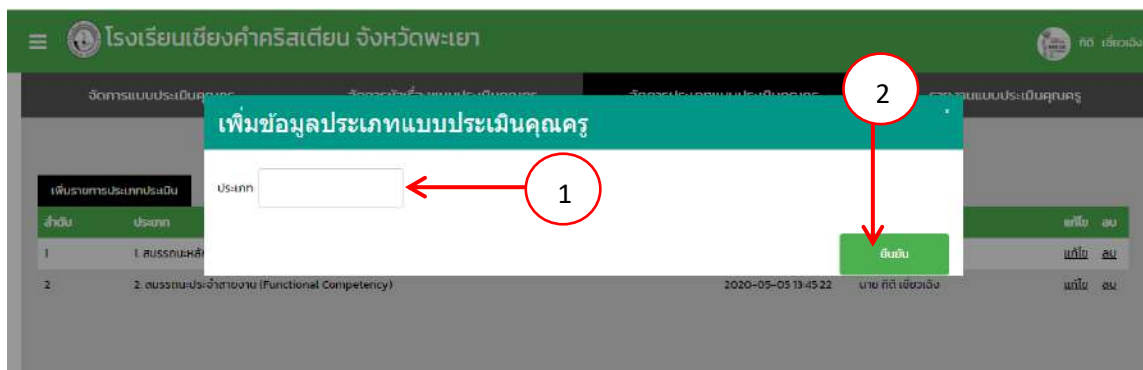 โรงเรียนเชียงคำคริสเตียน จังหวัดพะเยา
กิติ เขียวเอิง
จัดการแบบประเมินคุณครู
2
แบบประเมินคุณครู
เพิ่มข้อมูลประเภทแบบประเมินคุณครู
ประเภท
1
เพิ่มรายการประเภทประเมิน
ลำดับ ประเภท แก้ไข ลบ
ยืนยัน
1 1. สมรรถนะหลัก แก้ไข ลบ
2 2. สมรรถนะประจำสายงาน (Functional Competency) 2020-05-05 13:45:22 นาย กิติ เขียวเอิง แก้ไข ลบ